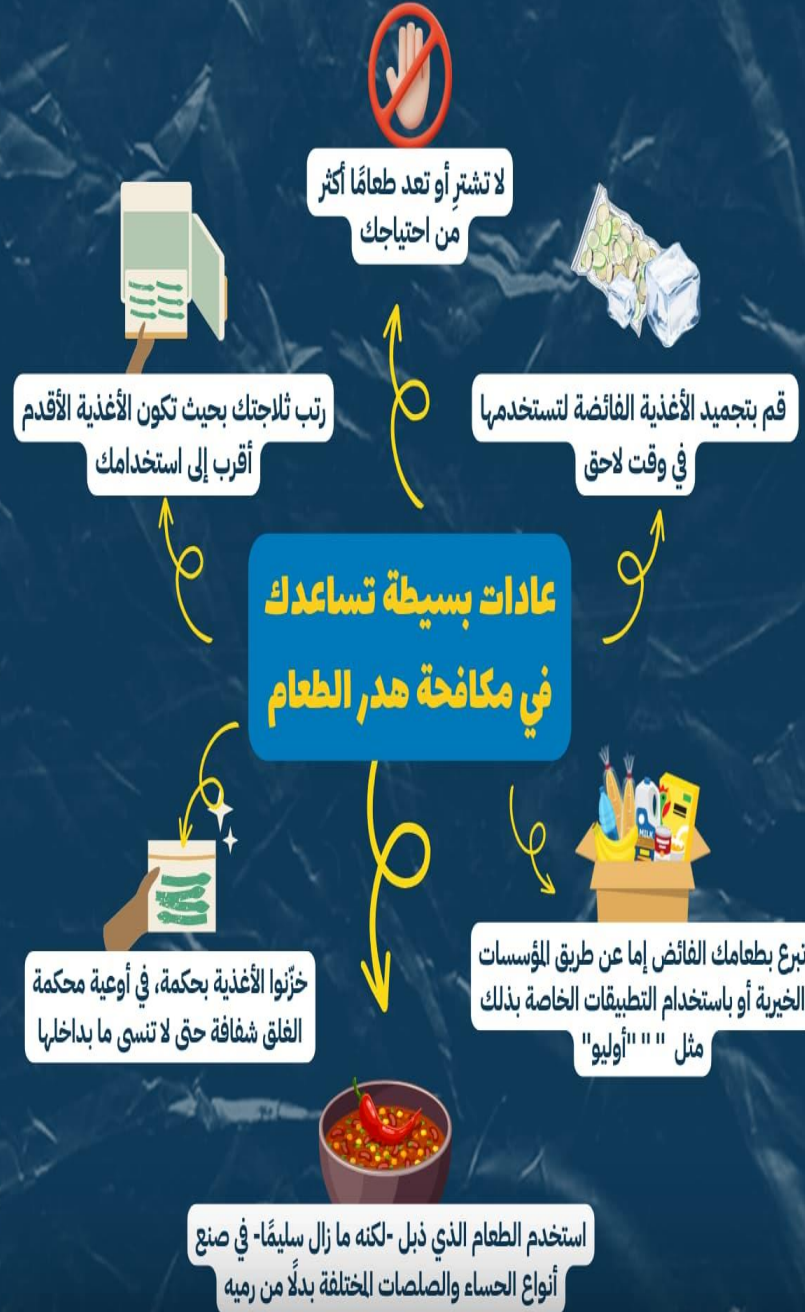 لا تشترِ أو تعد طعامًا أكثر
من احتياجك
قم بتجميد الأغذية الفائضة لتستخدمها
في وقت لاحق
رتب ثلاجتك بحيث تكون الأغذية الأقدم
أقرب إلى استخدامك
عادات بسيطة تساعدك
في مكافحة هدر الطعام
MILK
تبرع بطعامك الفائض إما عن طريق المؤسسات
الخيرية أو باستخدام التطبيقات الخاصة بذلك
مثل " " "أوليو"
خزّنوا الأغذية بحكمة، في أوعية محكمة
الغلق شفافة حتى لا تنسى ما بداخلها
استخدم الطعام الذي ذبل -لكنه ما زال سليمًا- في صنع
أنواع الحساء والصلصات المختلفة بدلًا من رميه